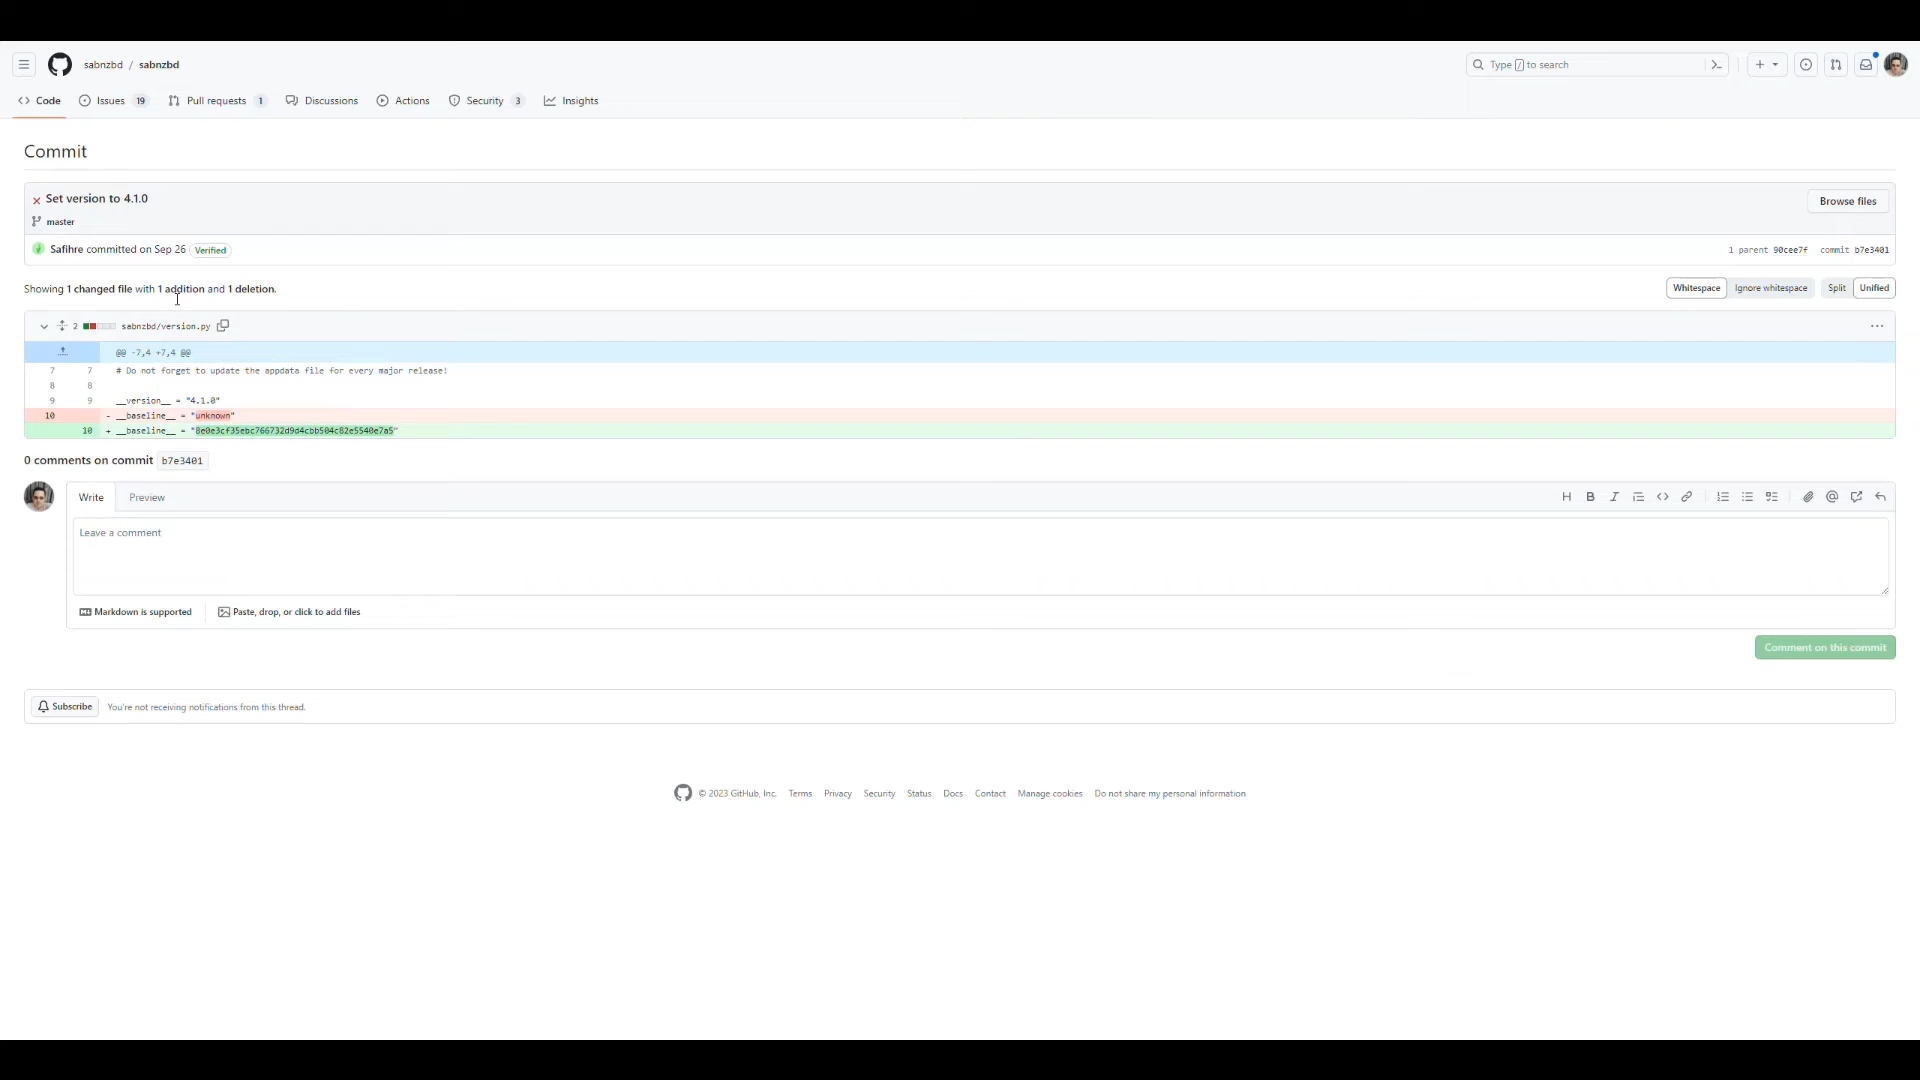 sabnzbd / sabnzbd
Type / to search
Code Issues 19 Pull requests 1 Discussions Actions Security 3 Insights
Commit
Set version to 4.1.0
Browse files
master
Safihre committed on Sep 26 Verified
1 parent 90cee7f commit b7e3401
Showing 1 changed file with 1 addition and 1 deletion.
Whitespace Ignore whitespace Split Unified
2 sabnzbd/version.py
@@ -7,4 +7,4 @@
7 7 # Do not forget to update the appdata file for every major release!
8 8
9 9 __version__ = "4.1.0"
10 - __baseline__ = "unknown"
10 + __baseline__ = "8e0e3cf35ebc766732d9d4cbb504c82e5540e7a5"
0 comments on commit b7e3401
Write Preview
Leave a comment
Markdown is supported Paste, drop, or click to add files
Comment on this commit
Subscribe You're not receiving notifications from this thread.
© 2023 GitHub, Inc. Terms Privacy Security Status Docs Contact Manage cookies Do not share my personal information